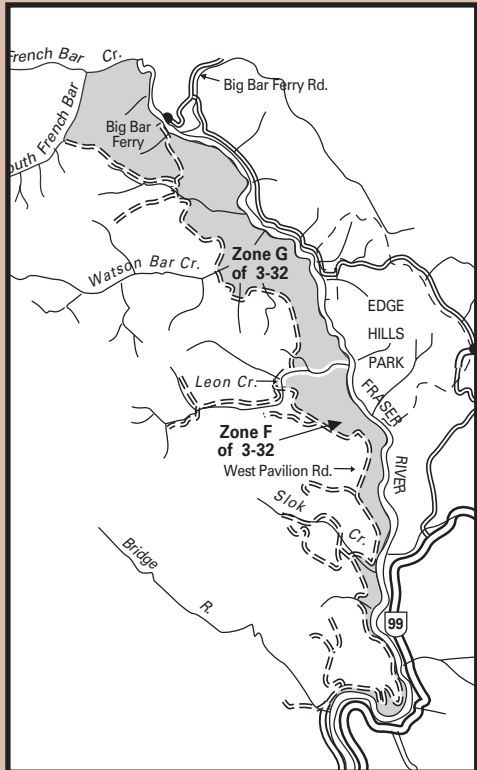 French Bar Cr.
Big Bar Ferry Rd.
South French Bar
Big Bar
Ferry
Zone G
of 3-32
Watson Bar Cr.
EDGE
HILLS
PARK
Leon Cr.
FRASER
RIVER
Zone F
of 3-32
West Pavilion Rd.
Slok Cr.
Bridge R.
99